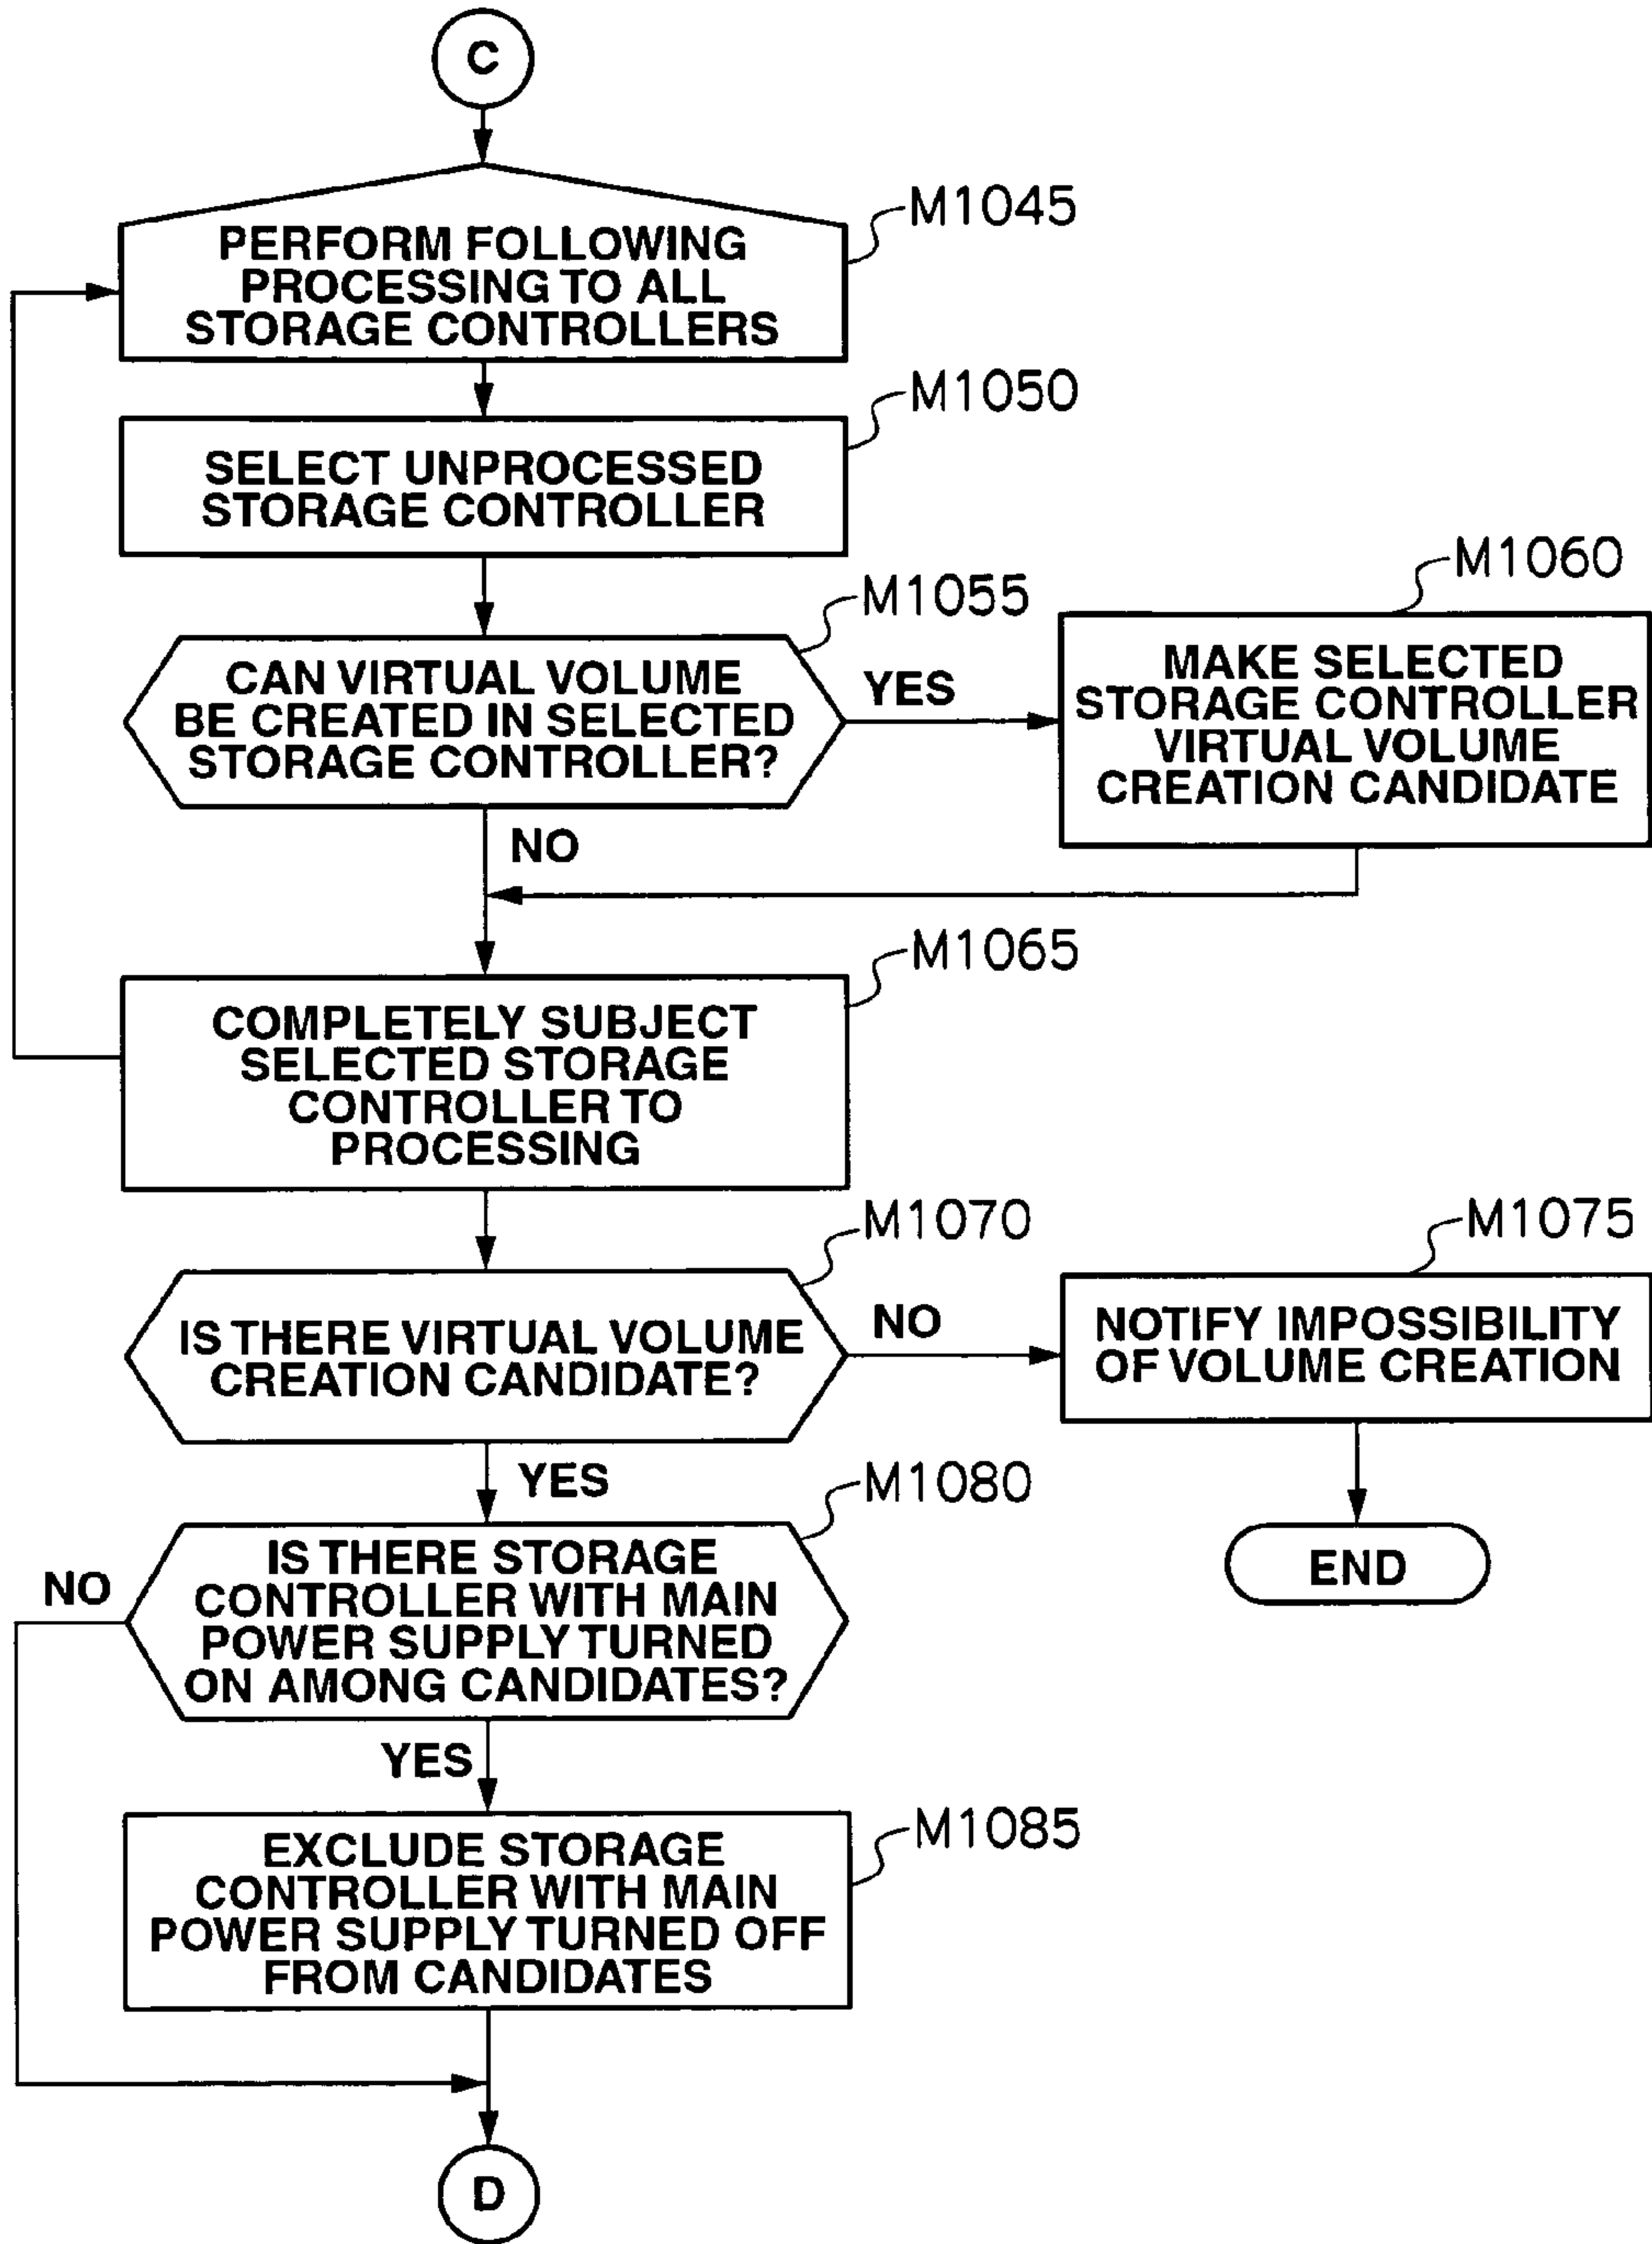 C
M1045
PERFORM FOLLOWING
PROCESSING TO ALL
STORAGE CONTROLLERS
M1050
SELECT UNPROCESSED
STORAGE CONTROLLER
M1055
CAN VIRTUAL VOLUME
BE CREATED IN SELECTED
STORAGE CONTROLLER?
YES
M1060
MAKE SELECTED
STORAGE CONTROLLER
VIRTUAL VOLUME
CREATION CANDIDATE
NO
M1065
COMPLETELY SUBJECT
SELECTED STORAGE
CONTROLLER TO
PROCESSING
M1070
IS THERE VIRTUAL VOLUME
CREATION CANDIDATE?
NO
M1075
NOTIFY IMPOSSIBILITY
OF VOLUME CREATION
END
YES
M1080
IS THERE STORAGE
CONTROLLER WITH MAIN
POWER SUPPLY TURNED
ON AMONG CANDIDATES?
NO
YES
M1085
EXCLUDE STORAGE
CONTROLLER WITH MAIN
POWER SUPPLY TURNED OFF
FROM CANDIDATES
D